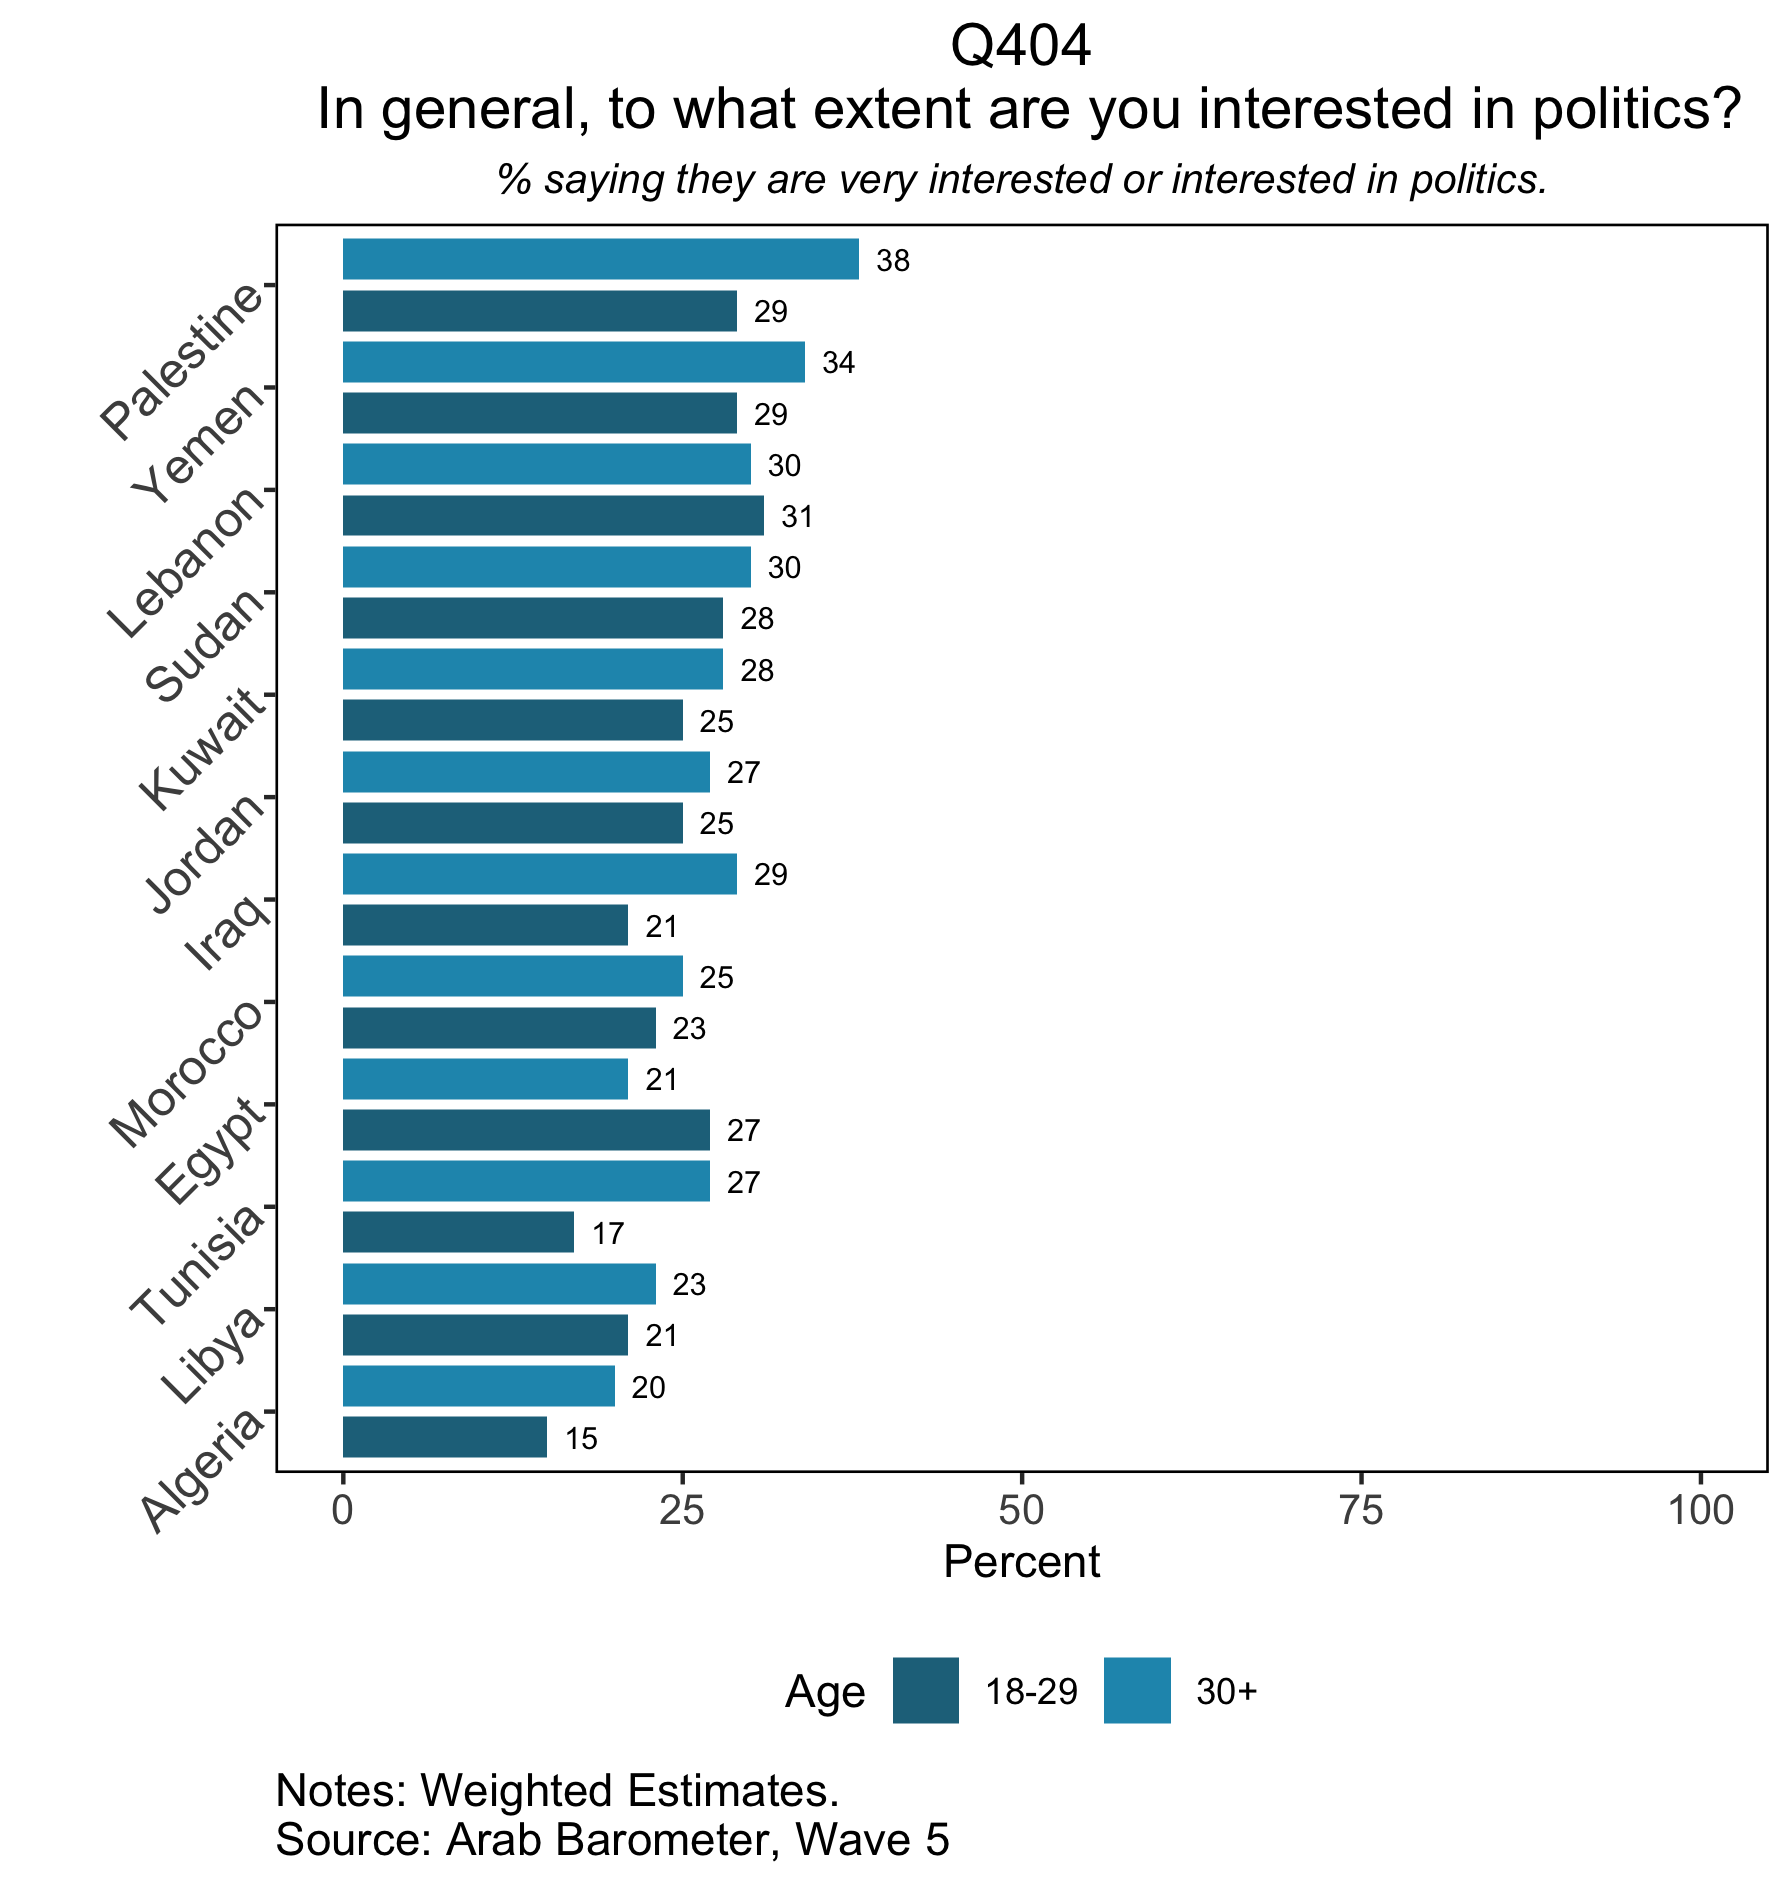 Q404
In general, to what extent are you interested in politics?
% saying they are very interested or interested in politics.
38
Palestine
29
34
Yemen
29
30
Lebanon
31
30
Sudan
28
28
Kuwait
25
27
Jordan
25
29
Iraq
21
25
Morocco
23
21
Egypt
27
27
Tunisia
17
23
Libya
21
20
Algeria
15
0 25 50 75 100
Percent
Age 18-29 30+
Notes: Weighted Estimates.
Source: Arab Barometer, Wave 5